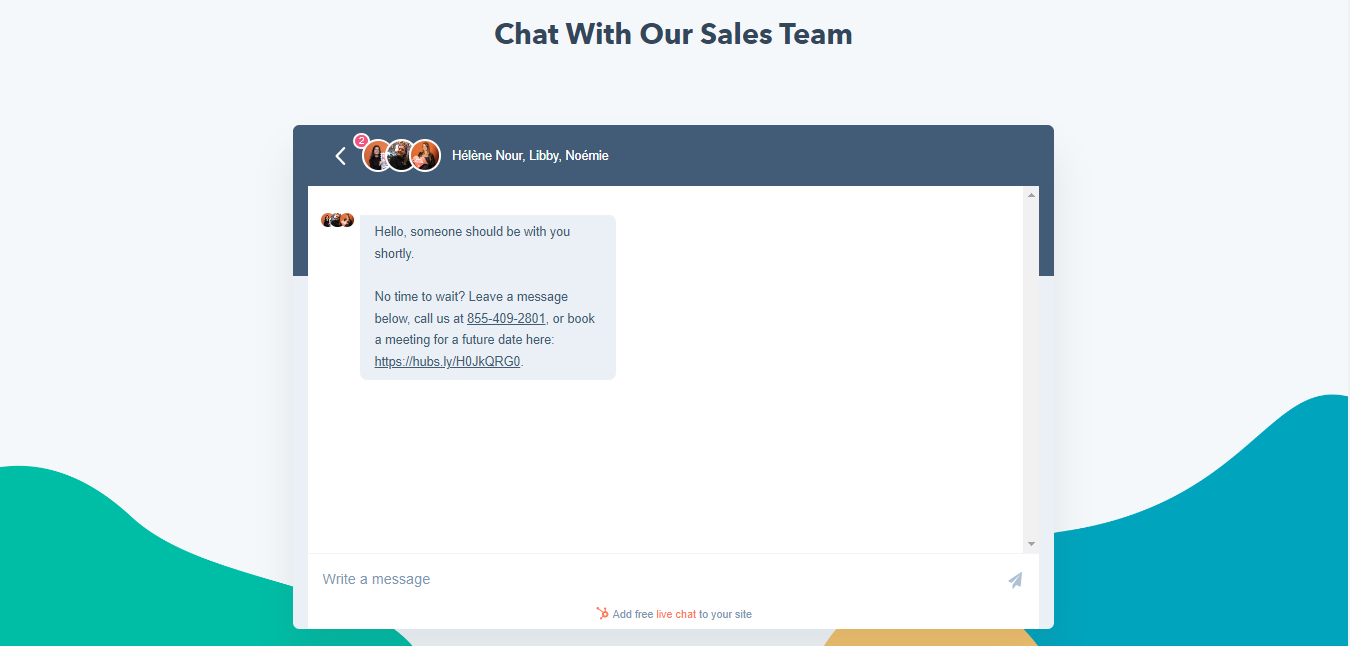 Chat With Our Sales Team
2
Hélène Nour, Libby, Noémie
Hello, someone should be with you
shortly.
No time to wait? Leave a message
below, call us at 855-409-2801, or book
a meeting for a future date here:
https://hubs.ly/H0JkQRG0.
Write a message
Add free live chat to your site